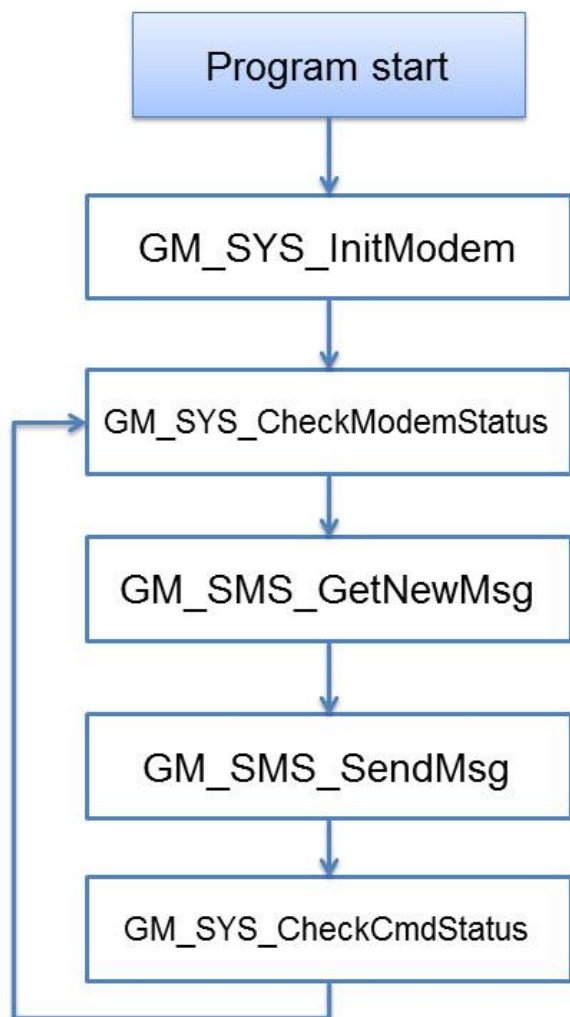 Program start
GM_SYS_InitModem
GM_SYS_CheckModemStatus
GM_SMS_GetNewMsg
GM_SMS_SendMsg
GM_SYS_CheckCmdStatus